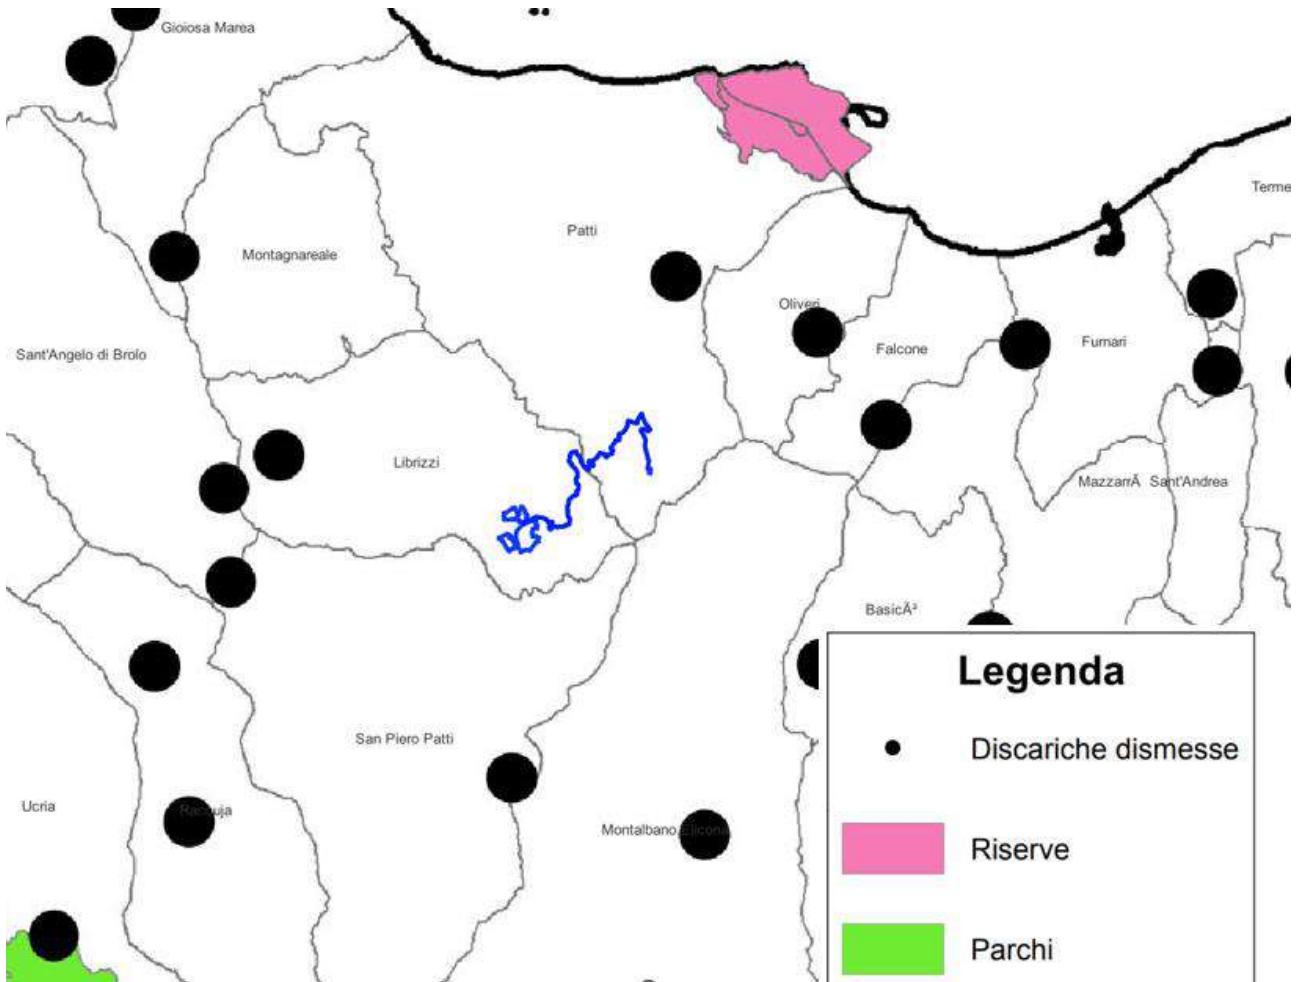 Gioiosa Marea
Terme
Patti
Montagnareale
Oliveri
Sant'Angelo di Brolo
Falcone
Furnari
Librizzi
MazzarrÃ Sant'Andrea
BasicÃ³
Legenda
Discariche dismesse
San Piero Patti
Ucria
Montalbano Elicona
Riserve
Parchi